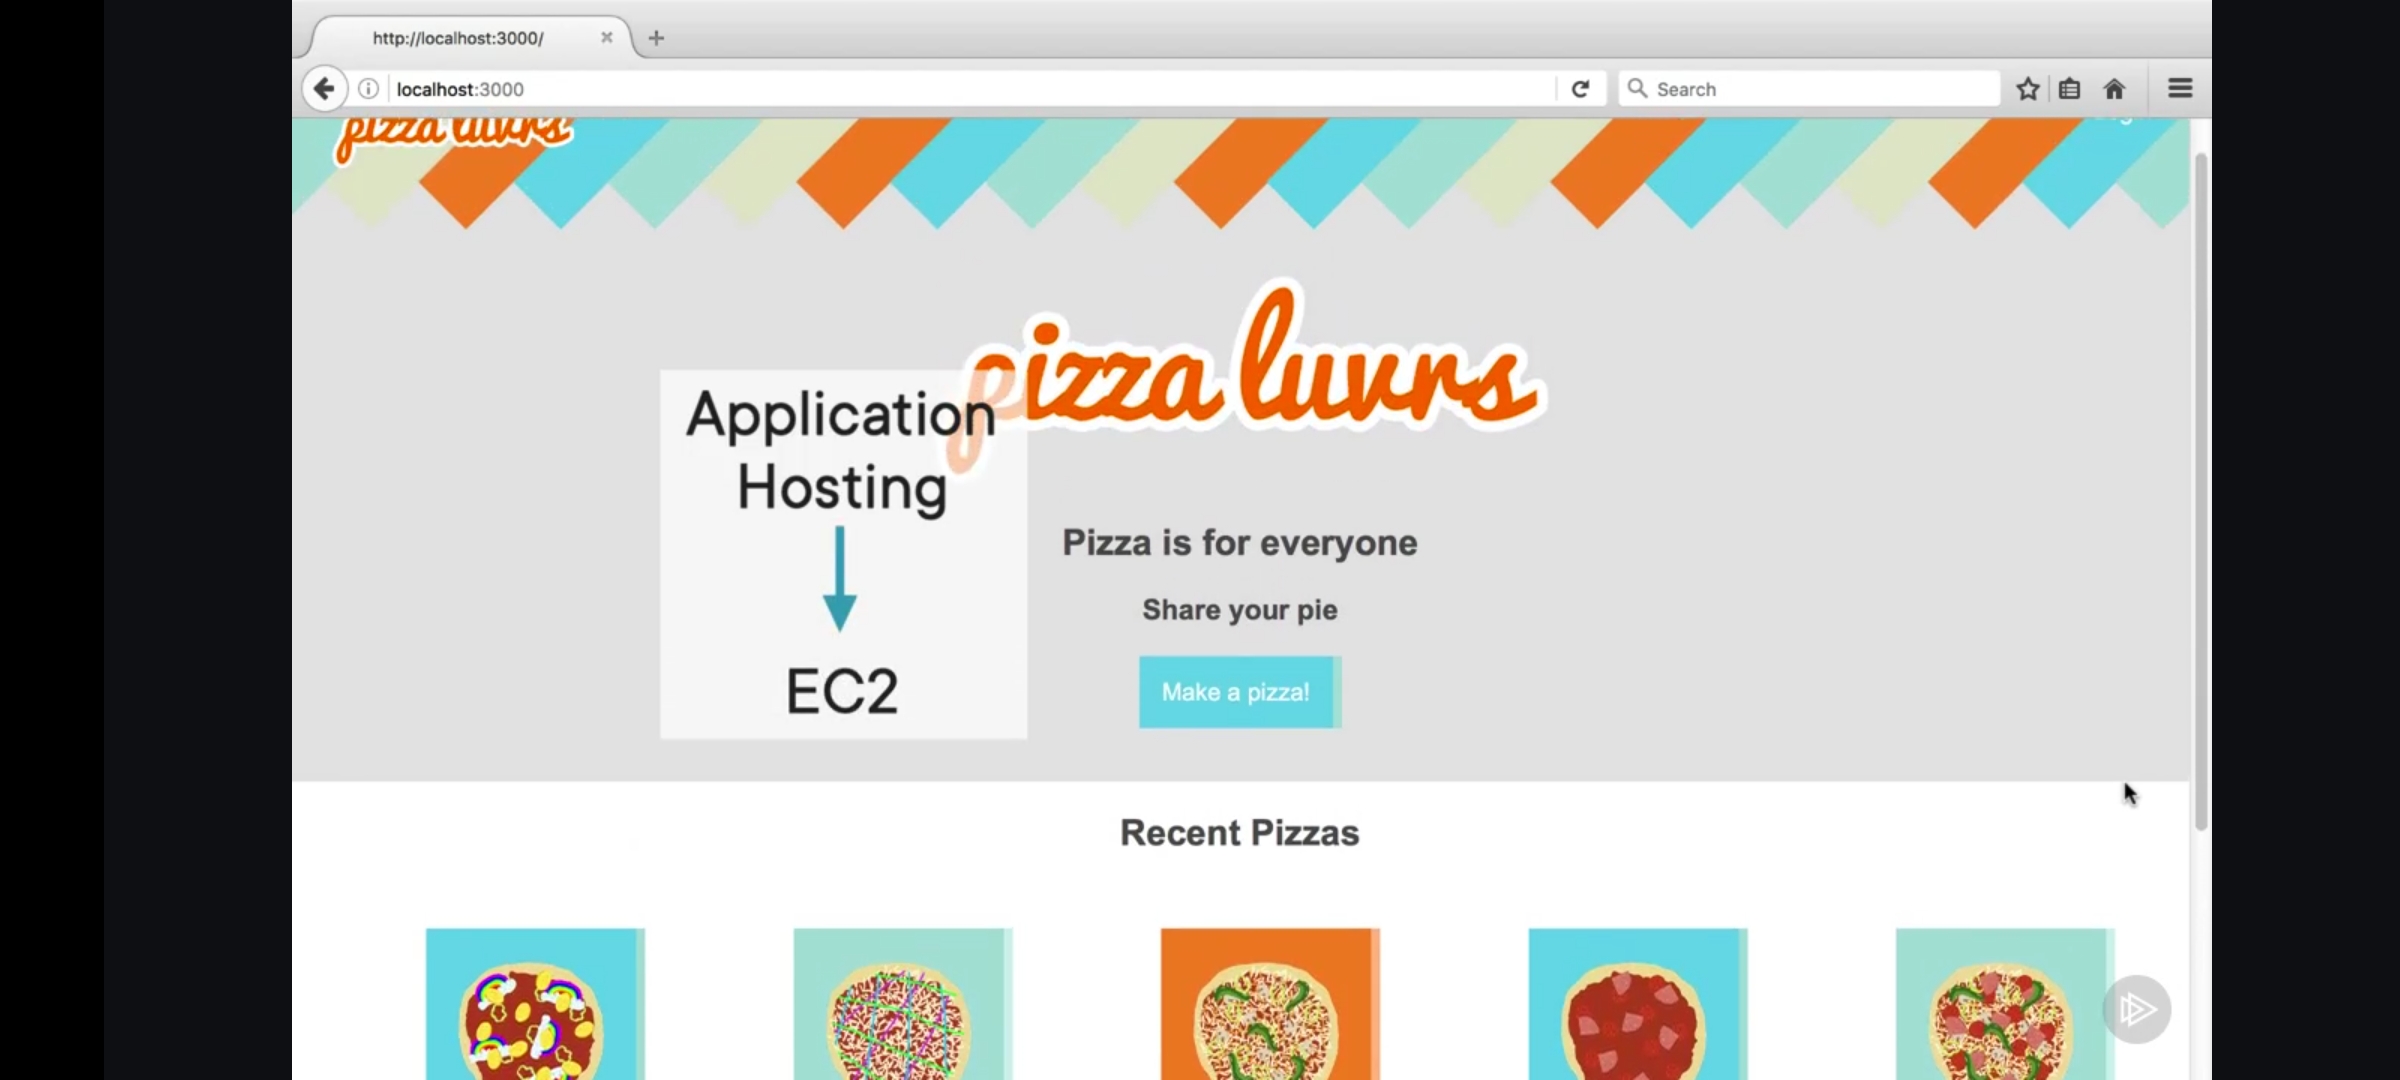 http://localhost:3000/
localhost:3000
Search
pizza luvrs
pizza luvrs
Application
Hosting
EC2
Pizza is for everyone
Share your pie
Make a pizza!
Recent Pizzas